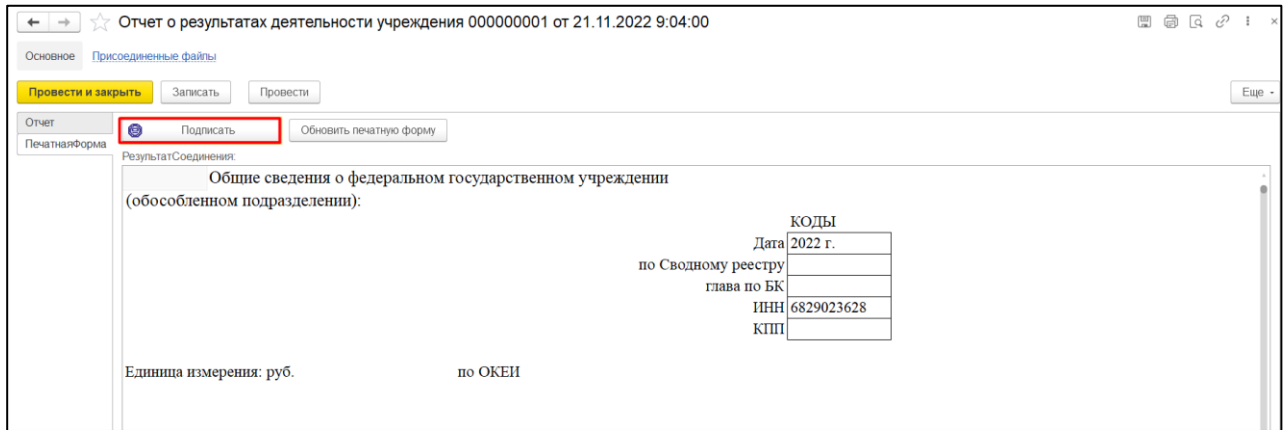 Отчет о результатах деятельности учреждения 000000001 от 21.11.2022 9:04:00
Основное Присоединенные файлы
Провести и закрыть Записать Провести Еще
Отчет Подписать Обновить печатную форму
ПечатнаяФорма
РезультатСоединения:
Общие сведения о федеральном государственном учреждении
(обособленном подразделении):
КОДЫ
Дата 2022 г.
по Сводному реестру
глава по БК
ИНН 6829023628
КПП
Единица измерения: руб. по ОКЕИ